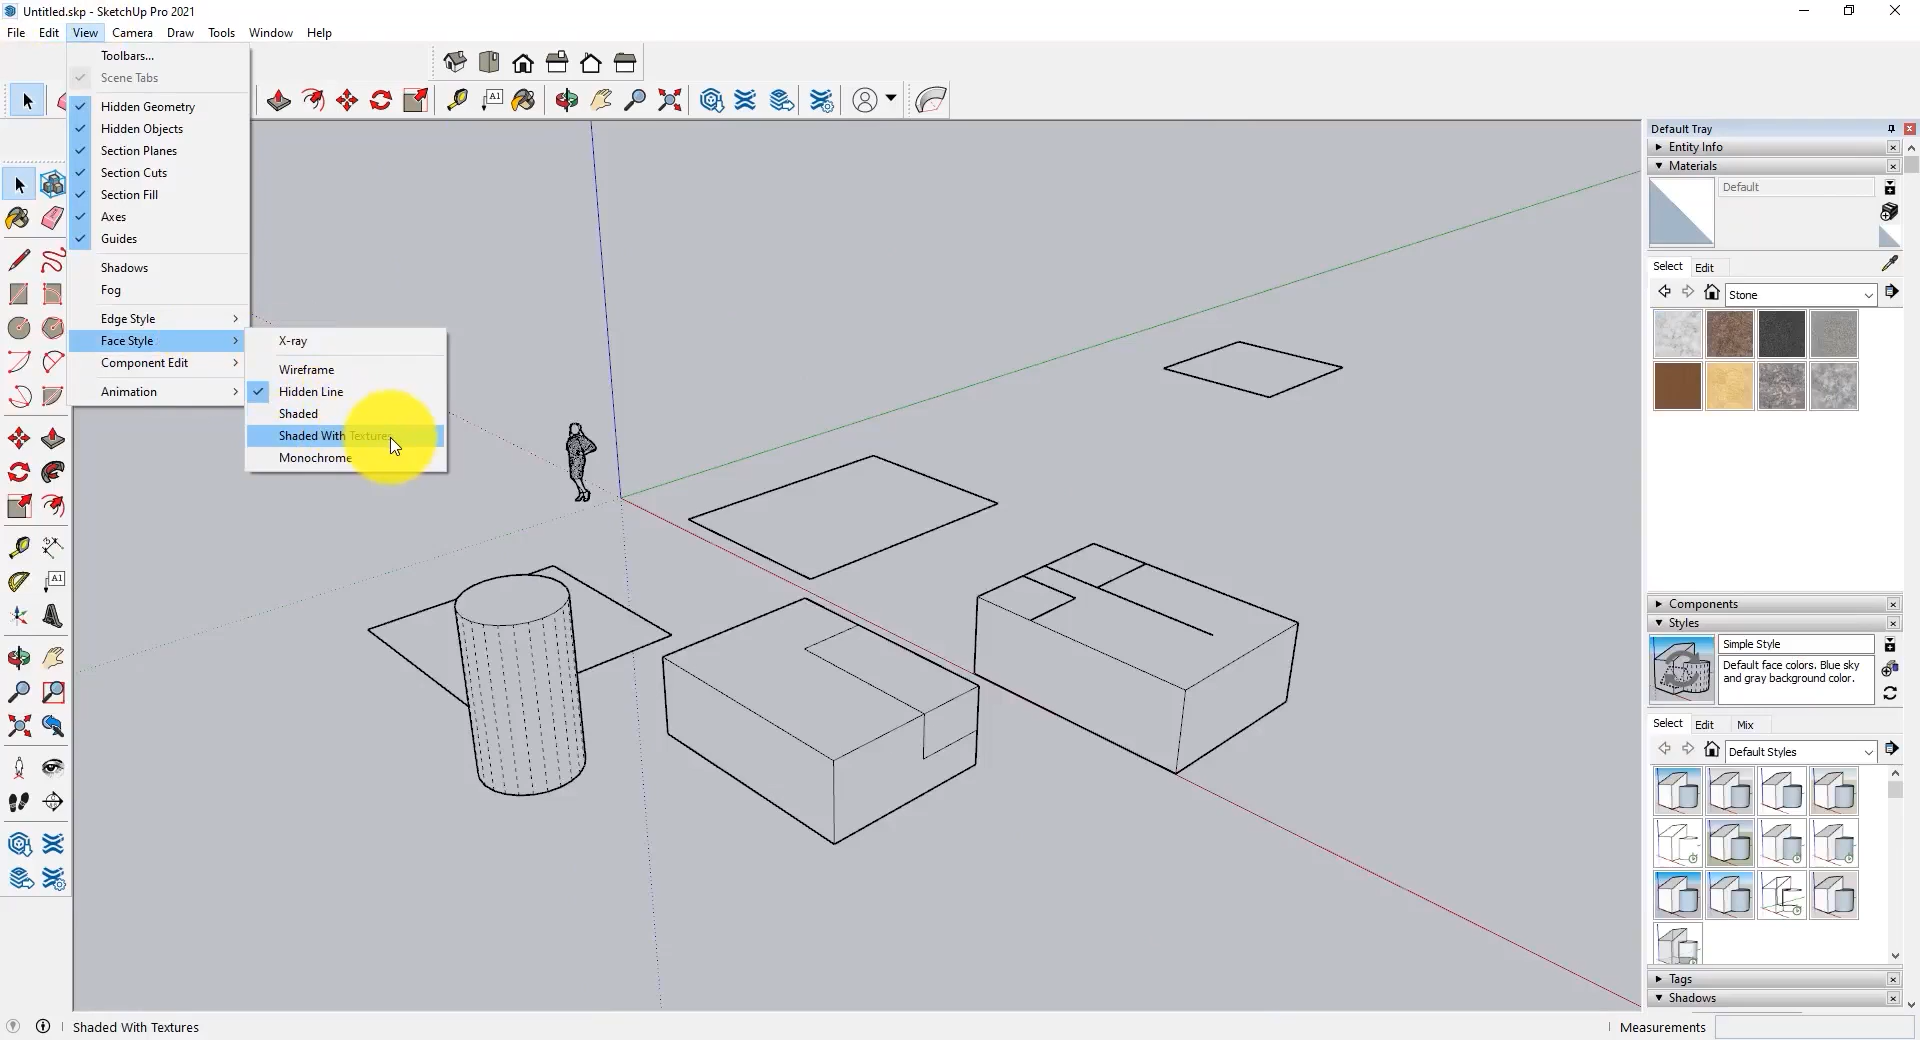 Untitled.skp - SketchUp Pro 2021
File Edit View Camera Draw Tools Window Help
Toolbars...
Scene Tabs
Hidden Geometry
Hidden Objects
Section Planes
Section Cuts
Section Fill
Axes
Guides
Shadows
Fog
Edge Style
Face Style
Component Edit
Animation
X-ray
Wireframe
Hidden Line
Shaded
Shaded With Textures
Monochrome
A1
A1
Default Tray
Entity Info
Materials
Default
Select Edit
Stone
Components
Styles
Simple Style
Default face colors. Blue sky
and gray background color.
Select Edit Mix
Default Styles
Tags
Shadows
Shaded With Textures
Measurements